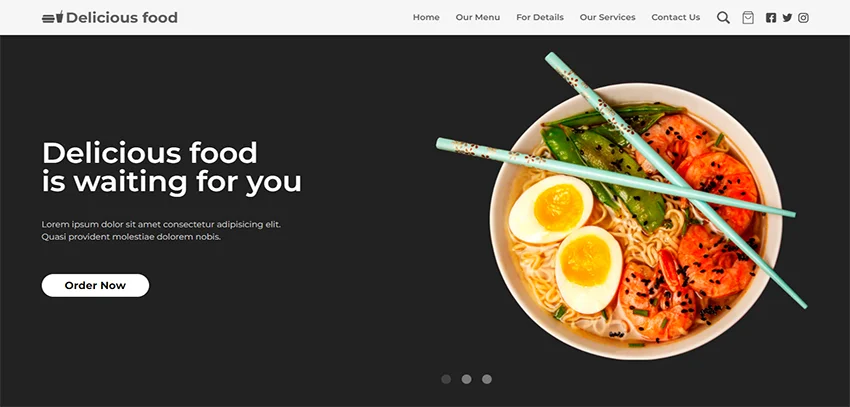 Delicious food
Home Our Menu For Details Our Services Contact Us
Delicious food
is waiting for you
Lorem ipsum dolor sit amet consectetur adipisicing elit.
Quasi provident molestiae dolorem nobis.
Order Now